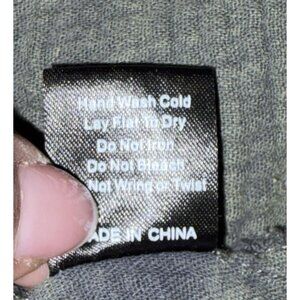 Hand Wash Cold
Lay Flat To Dry
Do Not Iron
Do Not Bleach
Not Wring or Twist
MADE IN CHINA